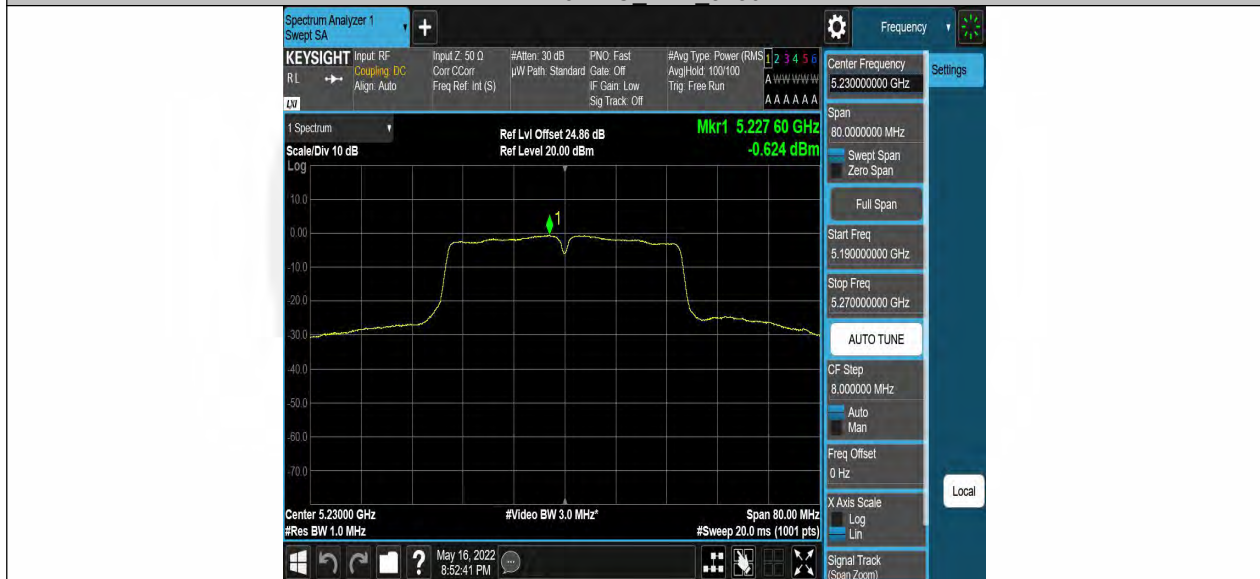 Spectrum Analyzer 1
Swept SA
+
Frequency
KEYSIGHT
Input: RF
Coupling: DC
Align: Auto
Input Z: 50 Ω
Corr CCorr
Freq Ref: Int (S)
#Atten: 30 dB
µW Path: Standard
PNO: Fast
Gate: Off
IF Gain: Low
Sig Track: Off
#Avg Type: Power (RMS
Avg|Hold: 100/100
Trig: Free Run
1 2 3 4 5 6
A W W W W W
A A A A A A
RL
LXI
Center Frequency
5.230000000 GHz
Settings
1 Spectrum
Scale/Div 10 dB
Ref Lvl Offset 24.86 dB
Ref Level 20.00 dBm
Mkr1 5.227 60 GHz
-0.624 dBm
Log
10.0
0.00
-10.0
-20.0
-30.0
-40.0
-50.0
-60.0
-70.0
1
Center 5.23000 GHz
#Res BW 1.0 MHz
#Video BW 3.0 MHz*
Span 80.00 MHz
#Sweep 20.0 ms (1001 pts)
Span
80.0000000 MHz
Swept Span
Zero Span
Full Span
Start Freq
5.190000000 GHz
Stop Freq
5.270000000 GHz
AUTO TUNE
CF Step
8.000000 MHz
Auto
Man
Freq Offset
0 Hz
X Axis Scale
Log
Lin
Signal Track
(Span Zoom)
Local
?
May 16, 2022
8:52:41 PM